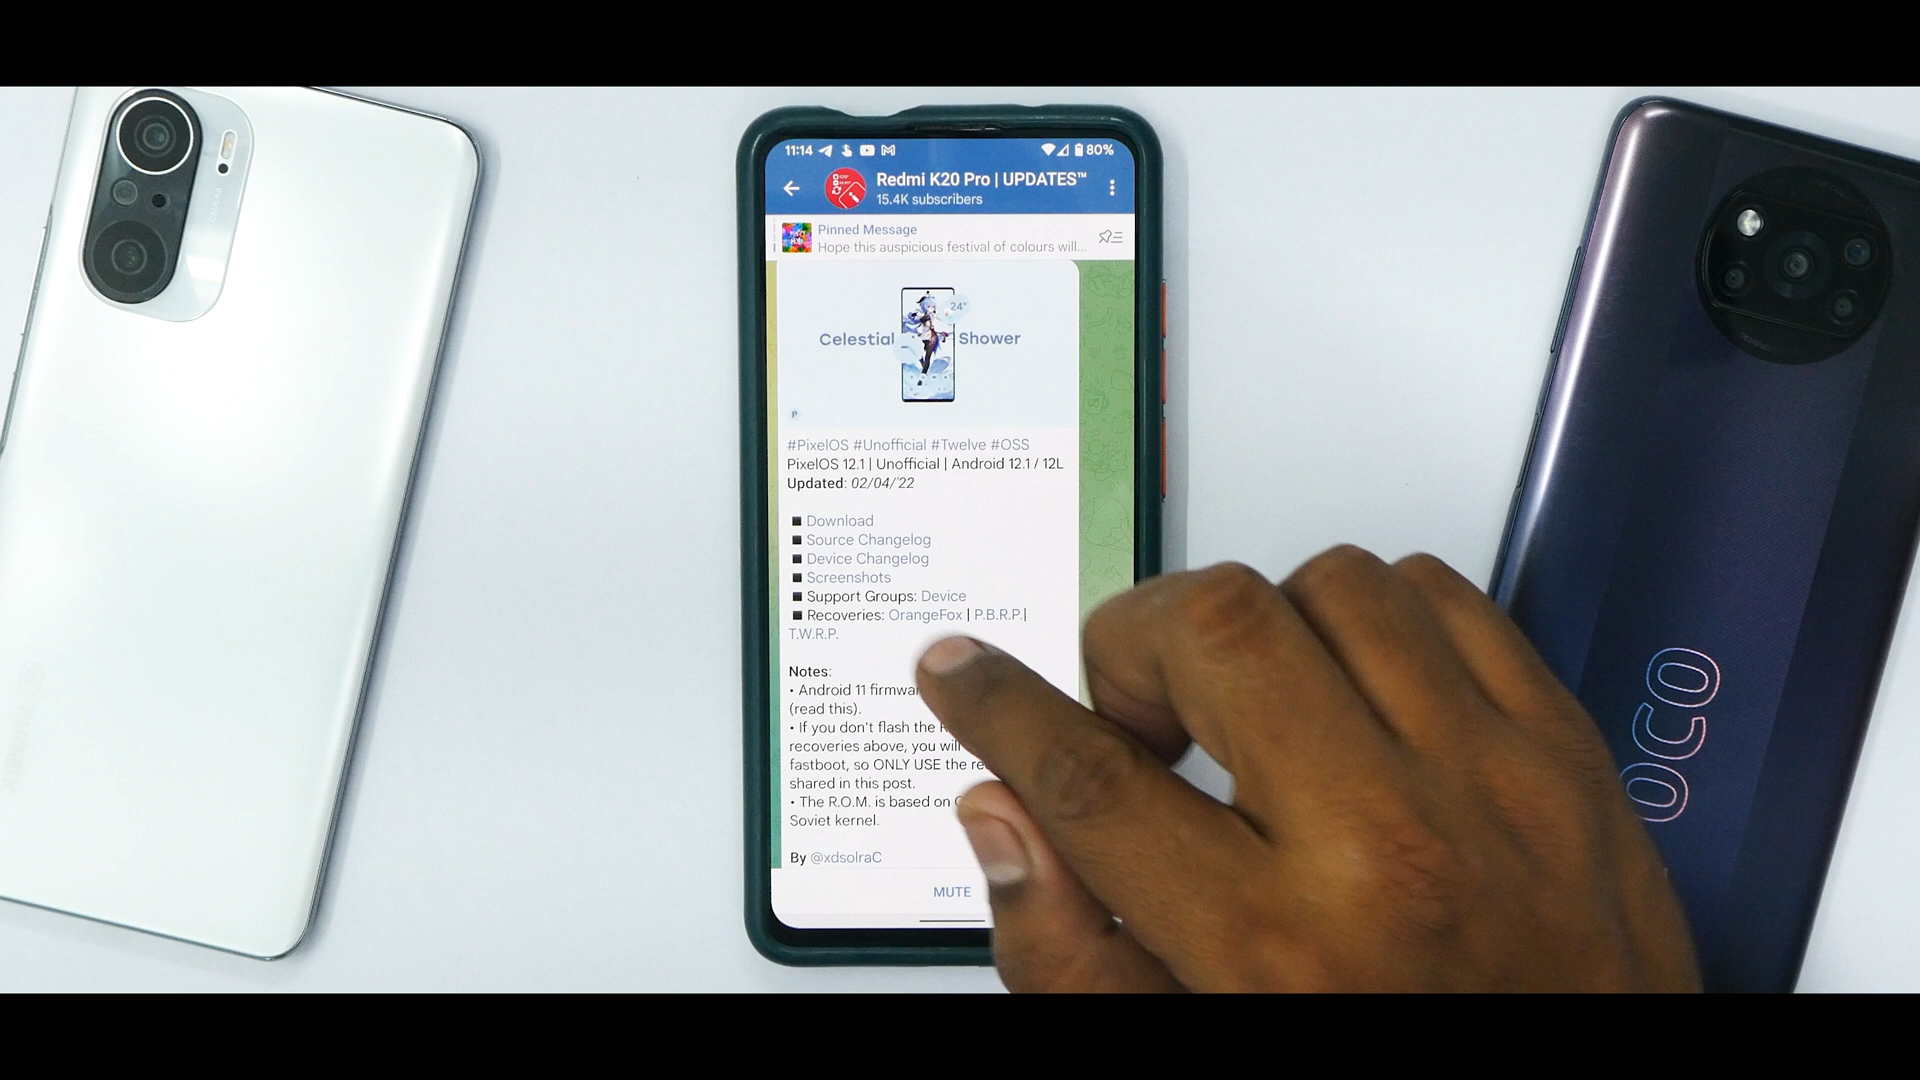 11:14
80%
Redmi K20 Pro | UPDATES™
15.4K subscribers
Pinned Message
Hope this auspicious festival of colours will...
24°
Celestial Shower
P
#PixelOS #Unofficial #Twelve #OSS
PixelOS 12.1 | Unofficial | Android 12.1 / 12L
Updated: 02/04/'22
■ Download
■ Source Changelog
■ Device Changelog
■ Screenshots
■ Support Groups: Device
■ Recoveries: OrangeFox | P.B.R.P.|
T.W.R.P.
Notes:
• Android 11
(read this).
• If you don't flash the
recoveries above, you will
fastboot, so ONLY USE the
shared in this post.
• The R.O.M. is based on
Soviet kernel.
By @xdsolraC
MUTE
OCO